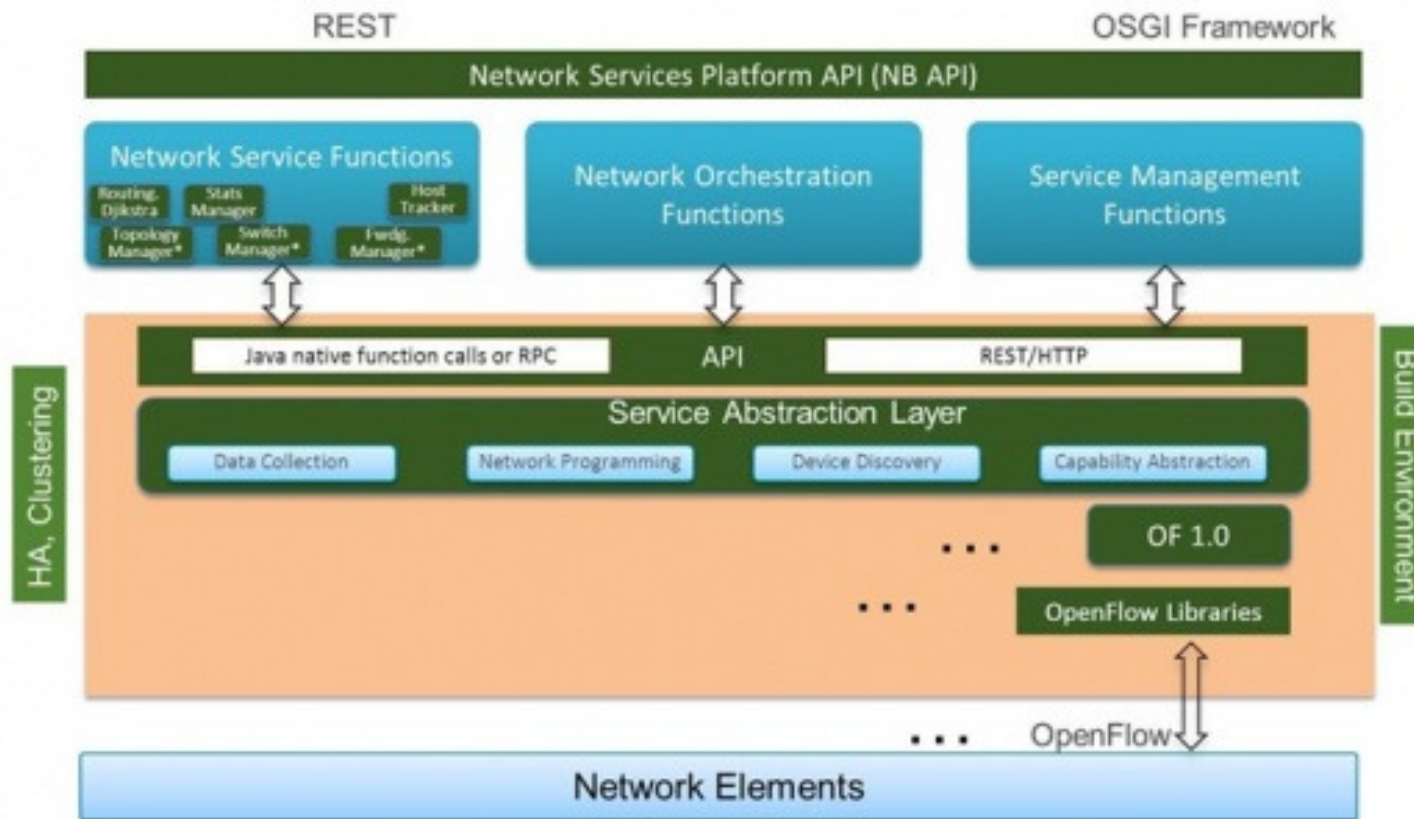 REST
OSGI Framework
Network Services Platform API (NB API)
Network Service Functions
Routing.
Djikstra
Stats
Manager
Host
Tracker
Topology
Manager*
Switch
Manager*
Fwdg.
Manager*
Network Orchestration
Functions
Service Management
Functions
Java native function calls or RPC
API
REST/HTTP
Service Abstraction Layer
Data Collection
Network Programming
Device Discovery
Capability Abstraction
HA, Clustering
Build Environment
... OF 1.0
... OpenFlow Libraries
... OpenFlow
Network Elements